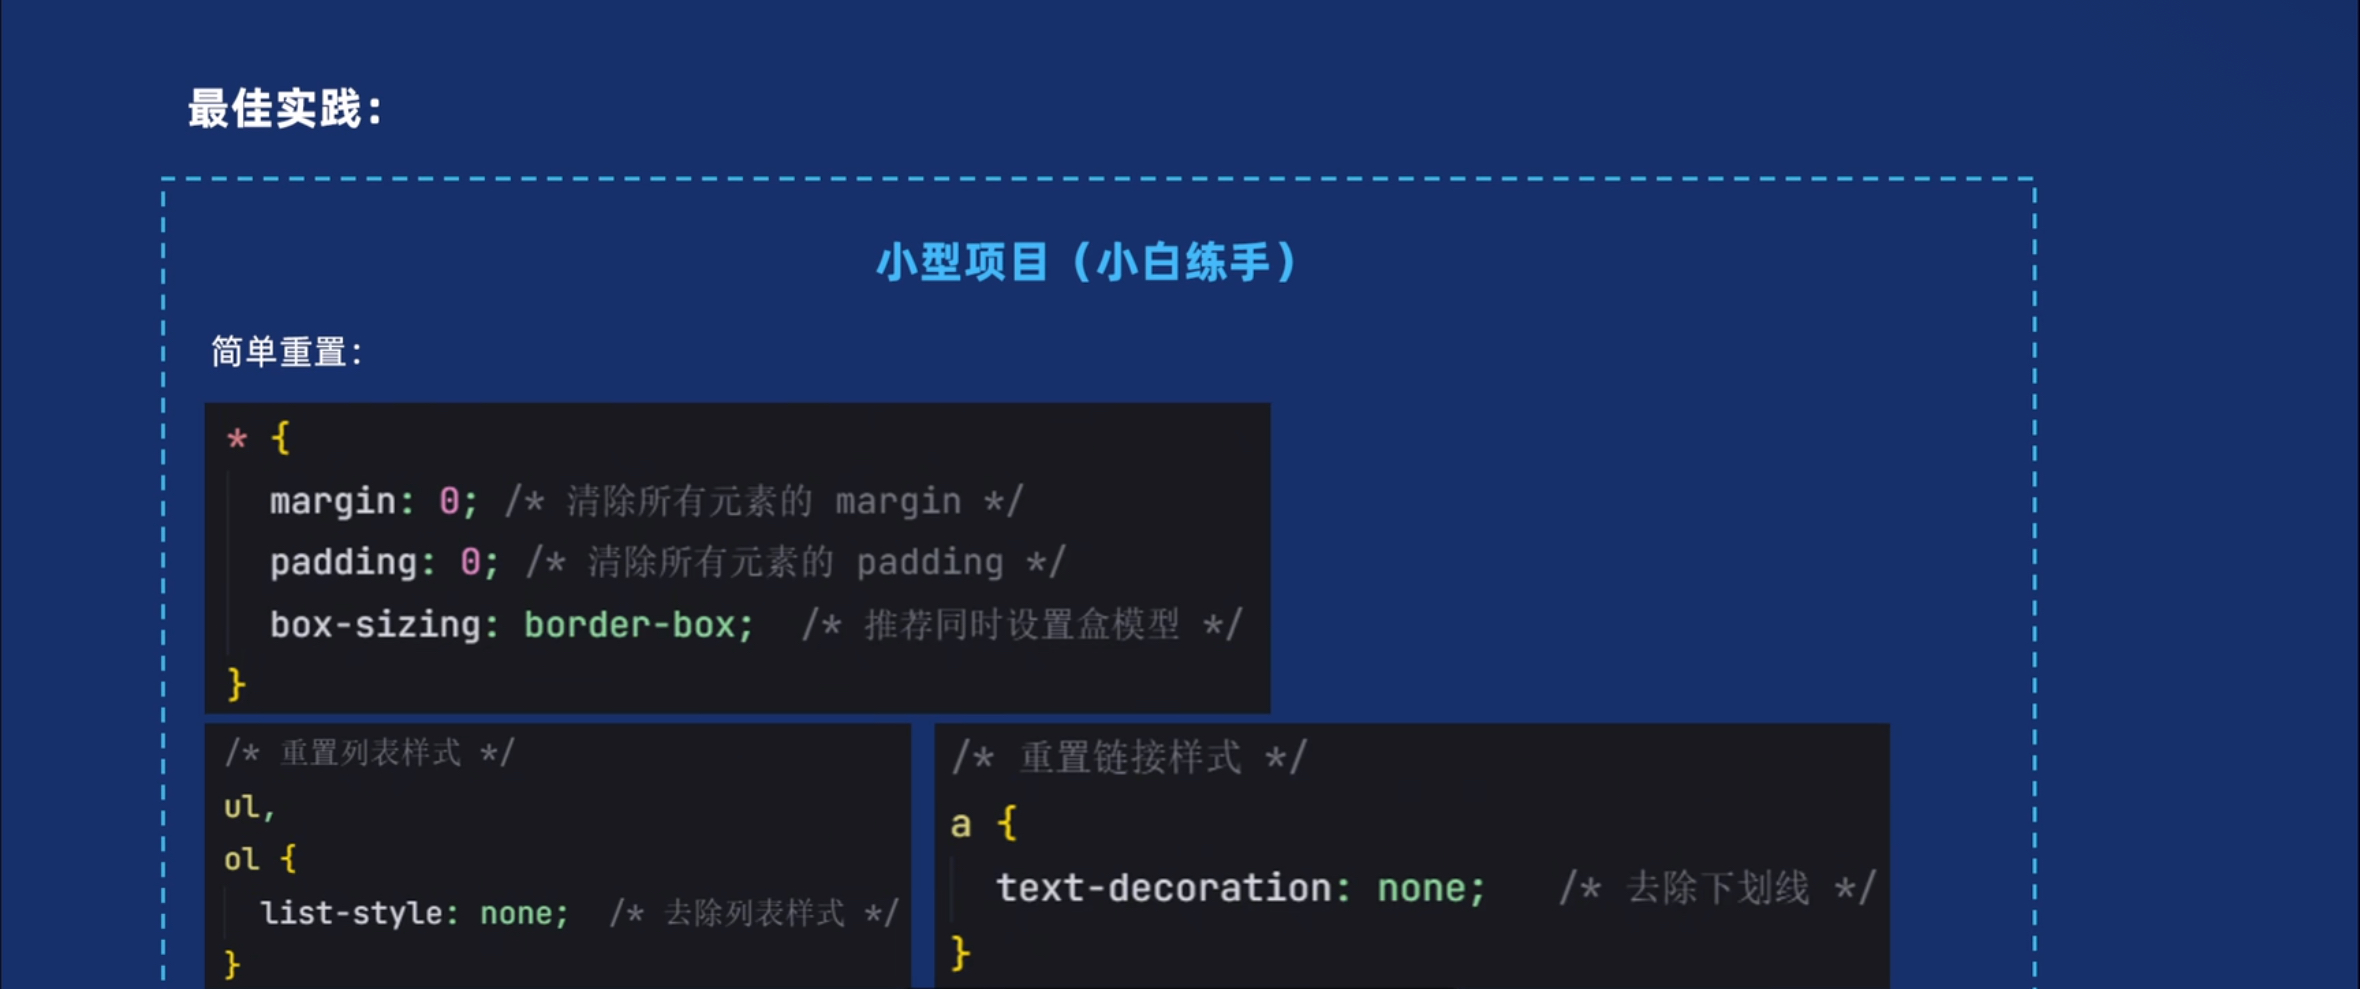 最佳实践：
小型项目（小白练手）
简单重置：
* {
margin: 0; /* 清除所有元素的 margin */
padding: 0; /* 清除所有元素的 padding */
box-sizing: border-box; /* 推荐同时设置盒模型 */
}
/* 重置列表样式 */
ul,
ol {
list-style: none; /* 去除列表样式 */
}
/* 重置链接样式 */
a {
text-decoration: none; /* 去除下划线 */
}